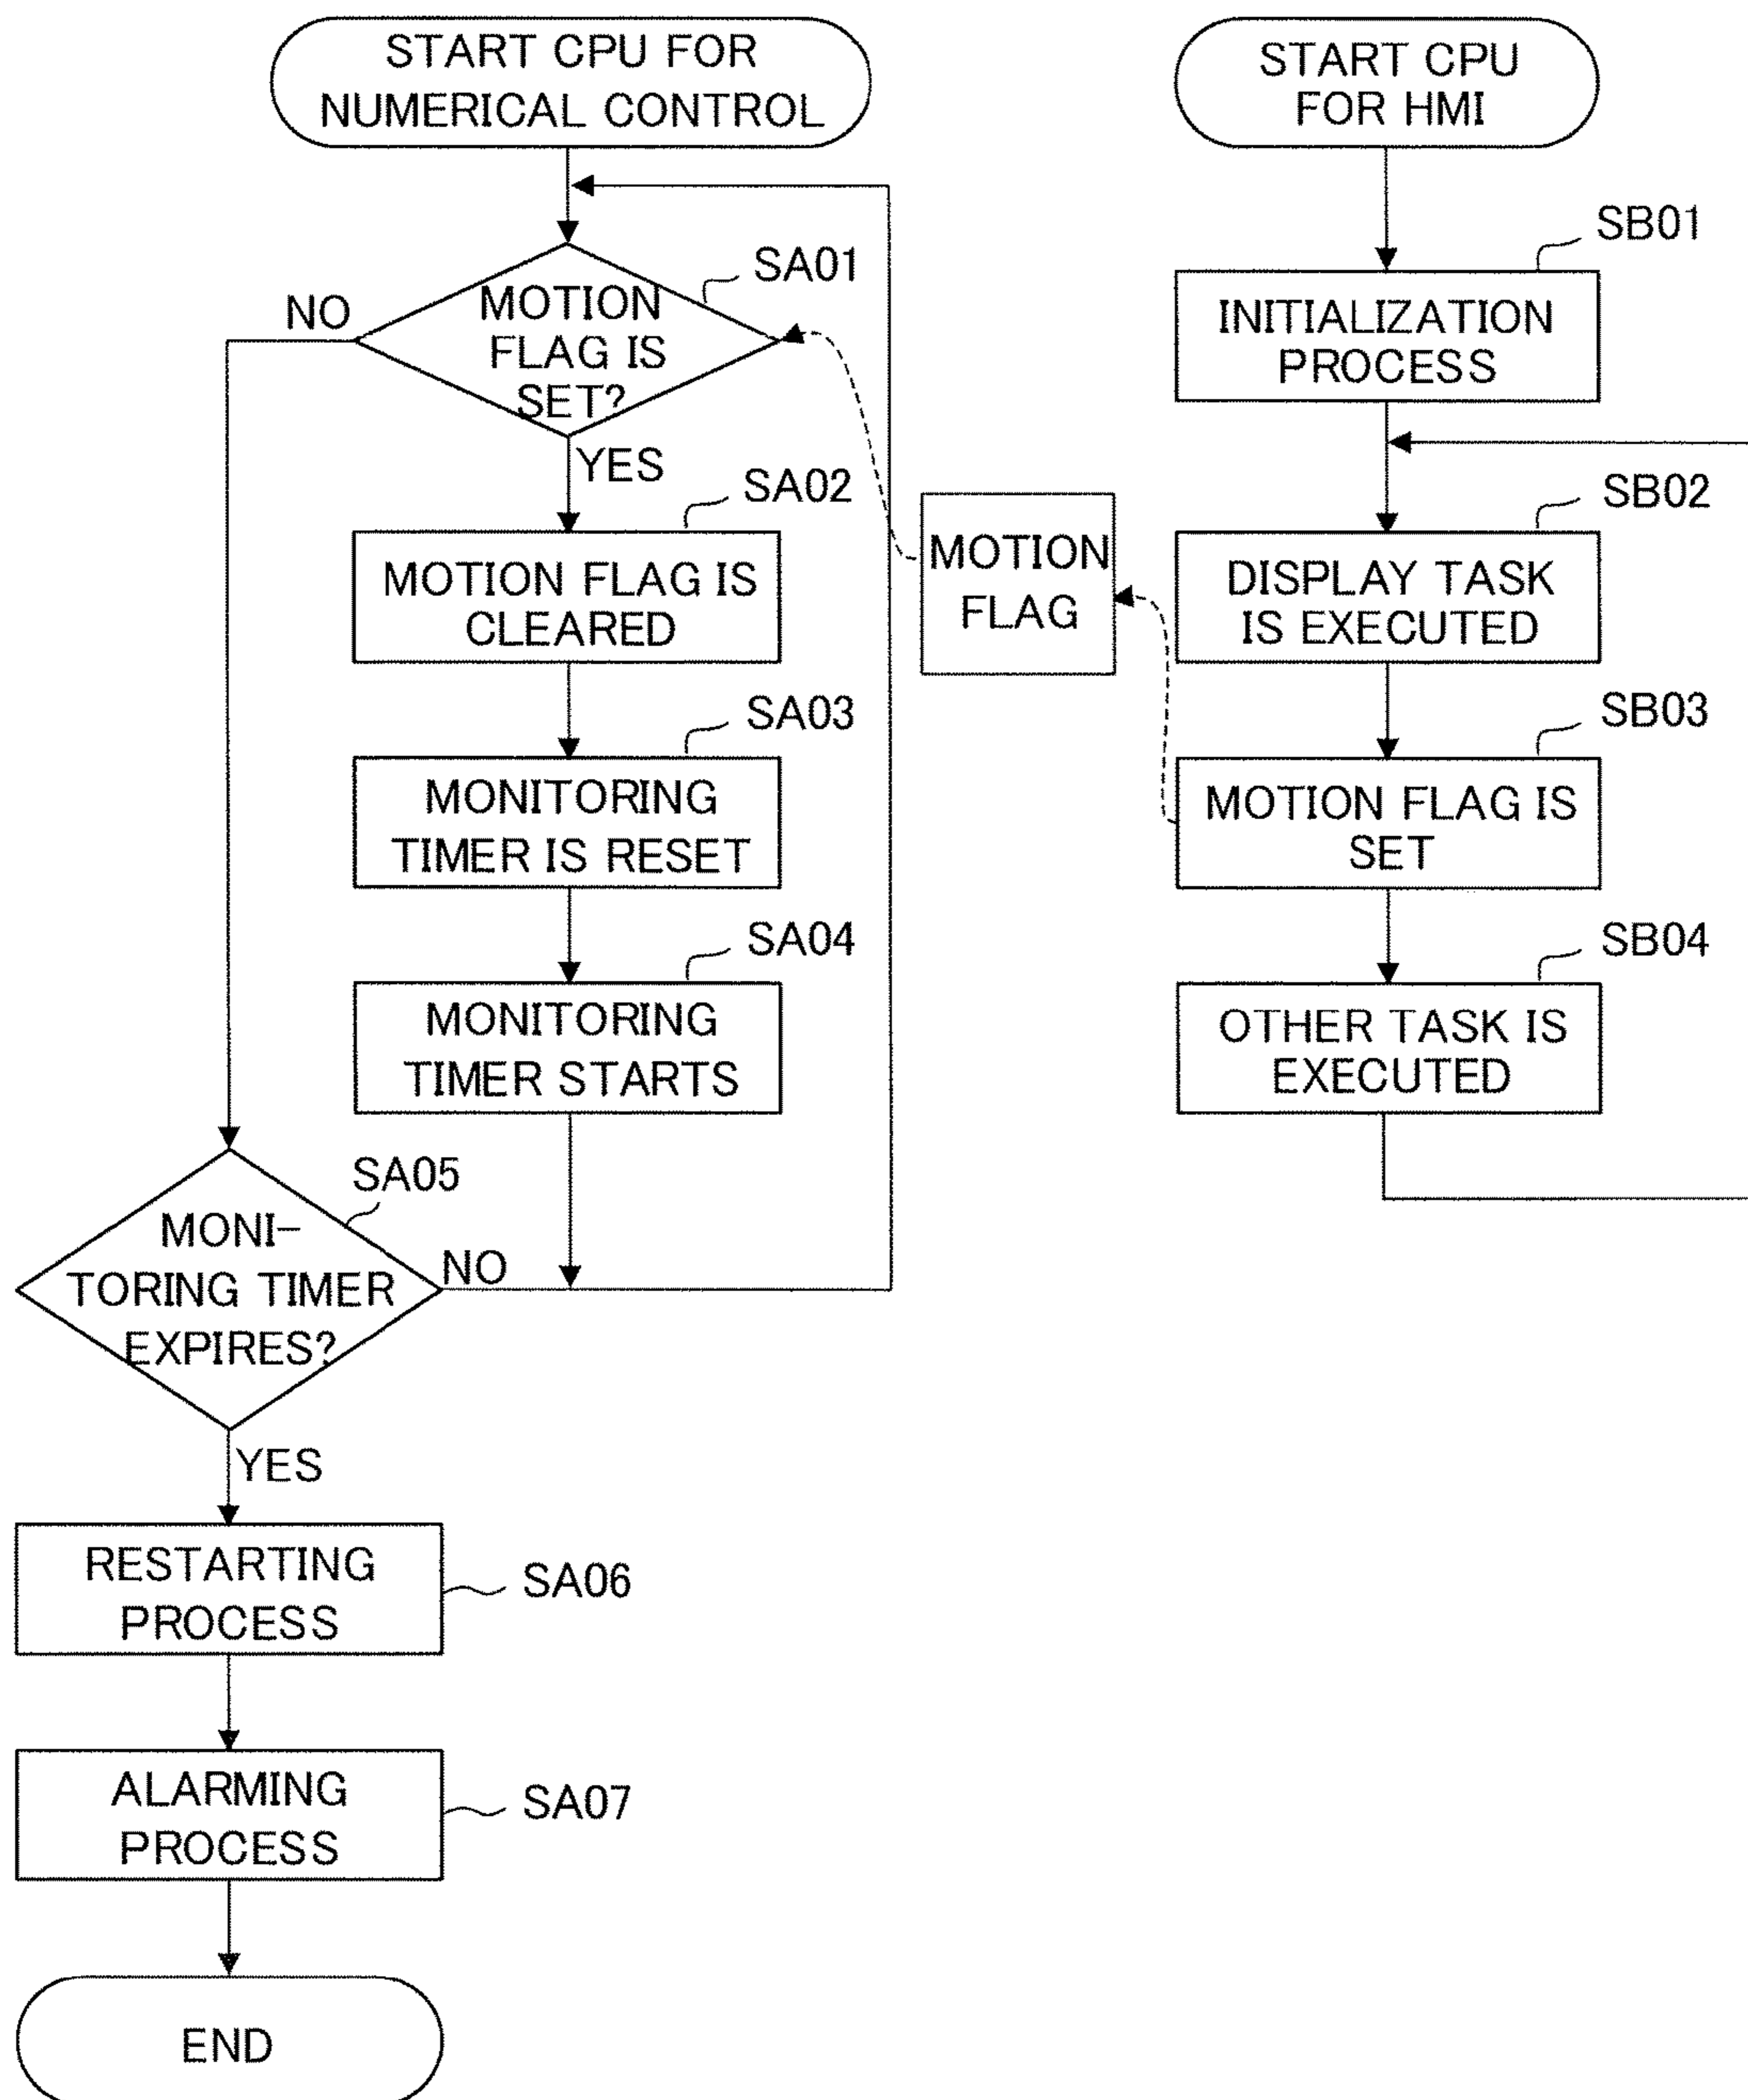 START CPU FOR
NUMERICAL CONTROL
SA01
NO
MOTION
FLAG IS
SET?
YES
SA02
MOTION FLAG IS
CLEARED
SA03
MONITORING
TIMER IS RESET
SA04
MONITORING
TIMER STARTS
SA05
MONI-
TORING TIMER
EXPIRES?
NO
YES
RESTARTING
PROCESS
SA06
ALARMING
PROCESS
SA07
END
MOTION
FLAG
START CPU
FOR HMI
SB01
INITIALIZATION
PROCESS
SB02
DISPLAY TASK
IS EXECUTED
SB03
MOTION FLAG IS
SET
SB04
OTHER TASK IS
EXECUTED